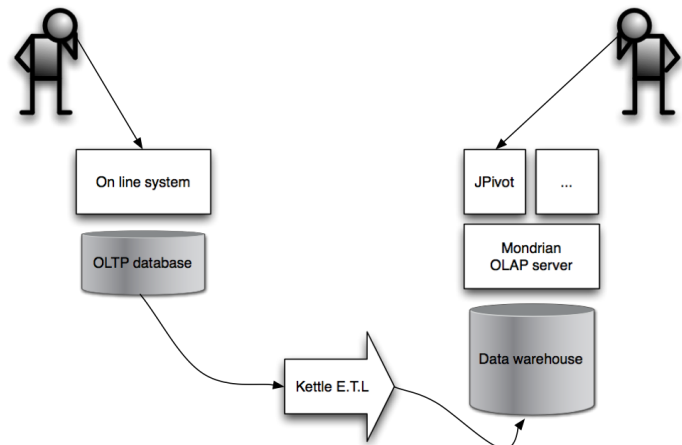 On line system
JPivot
...
OLTP database
Mondrian
OLAP server
Data warehouse
Kettle E.T.L